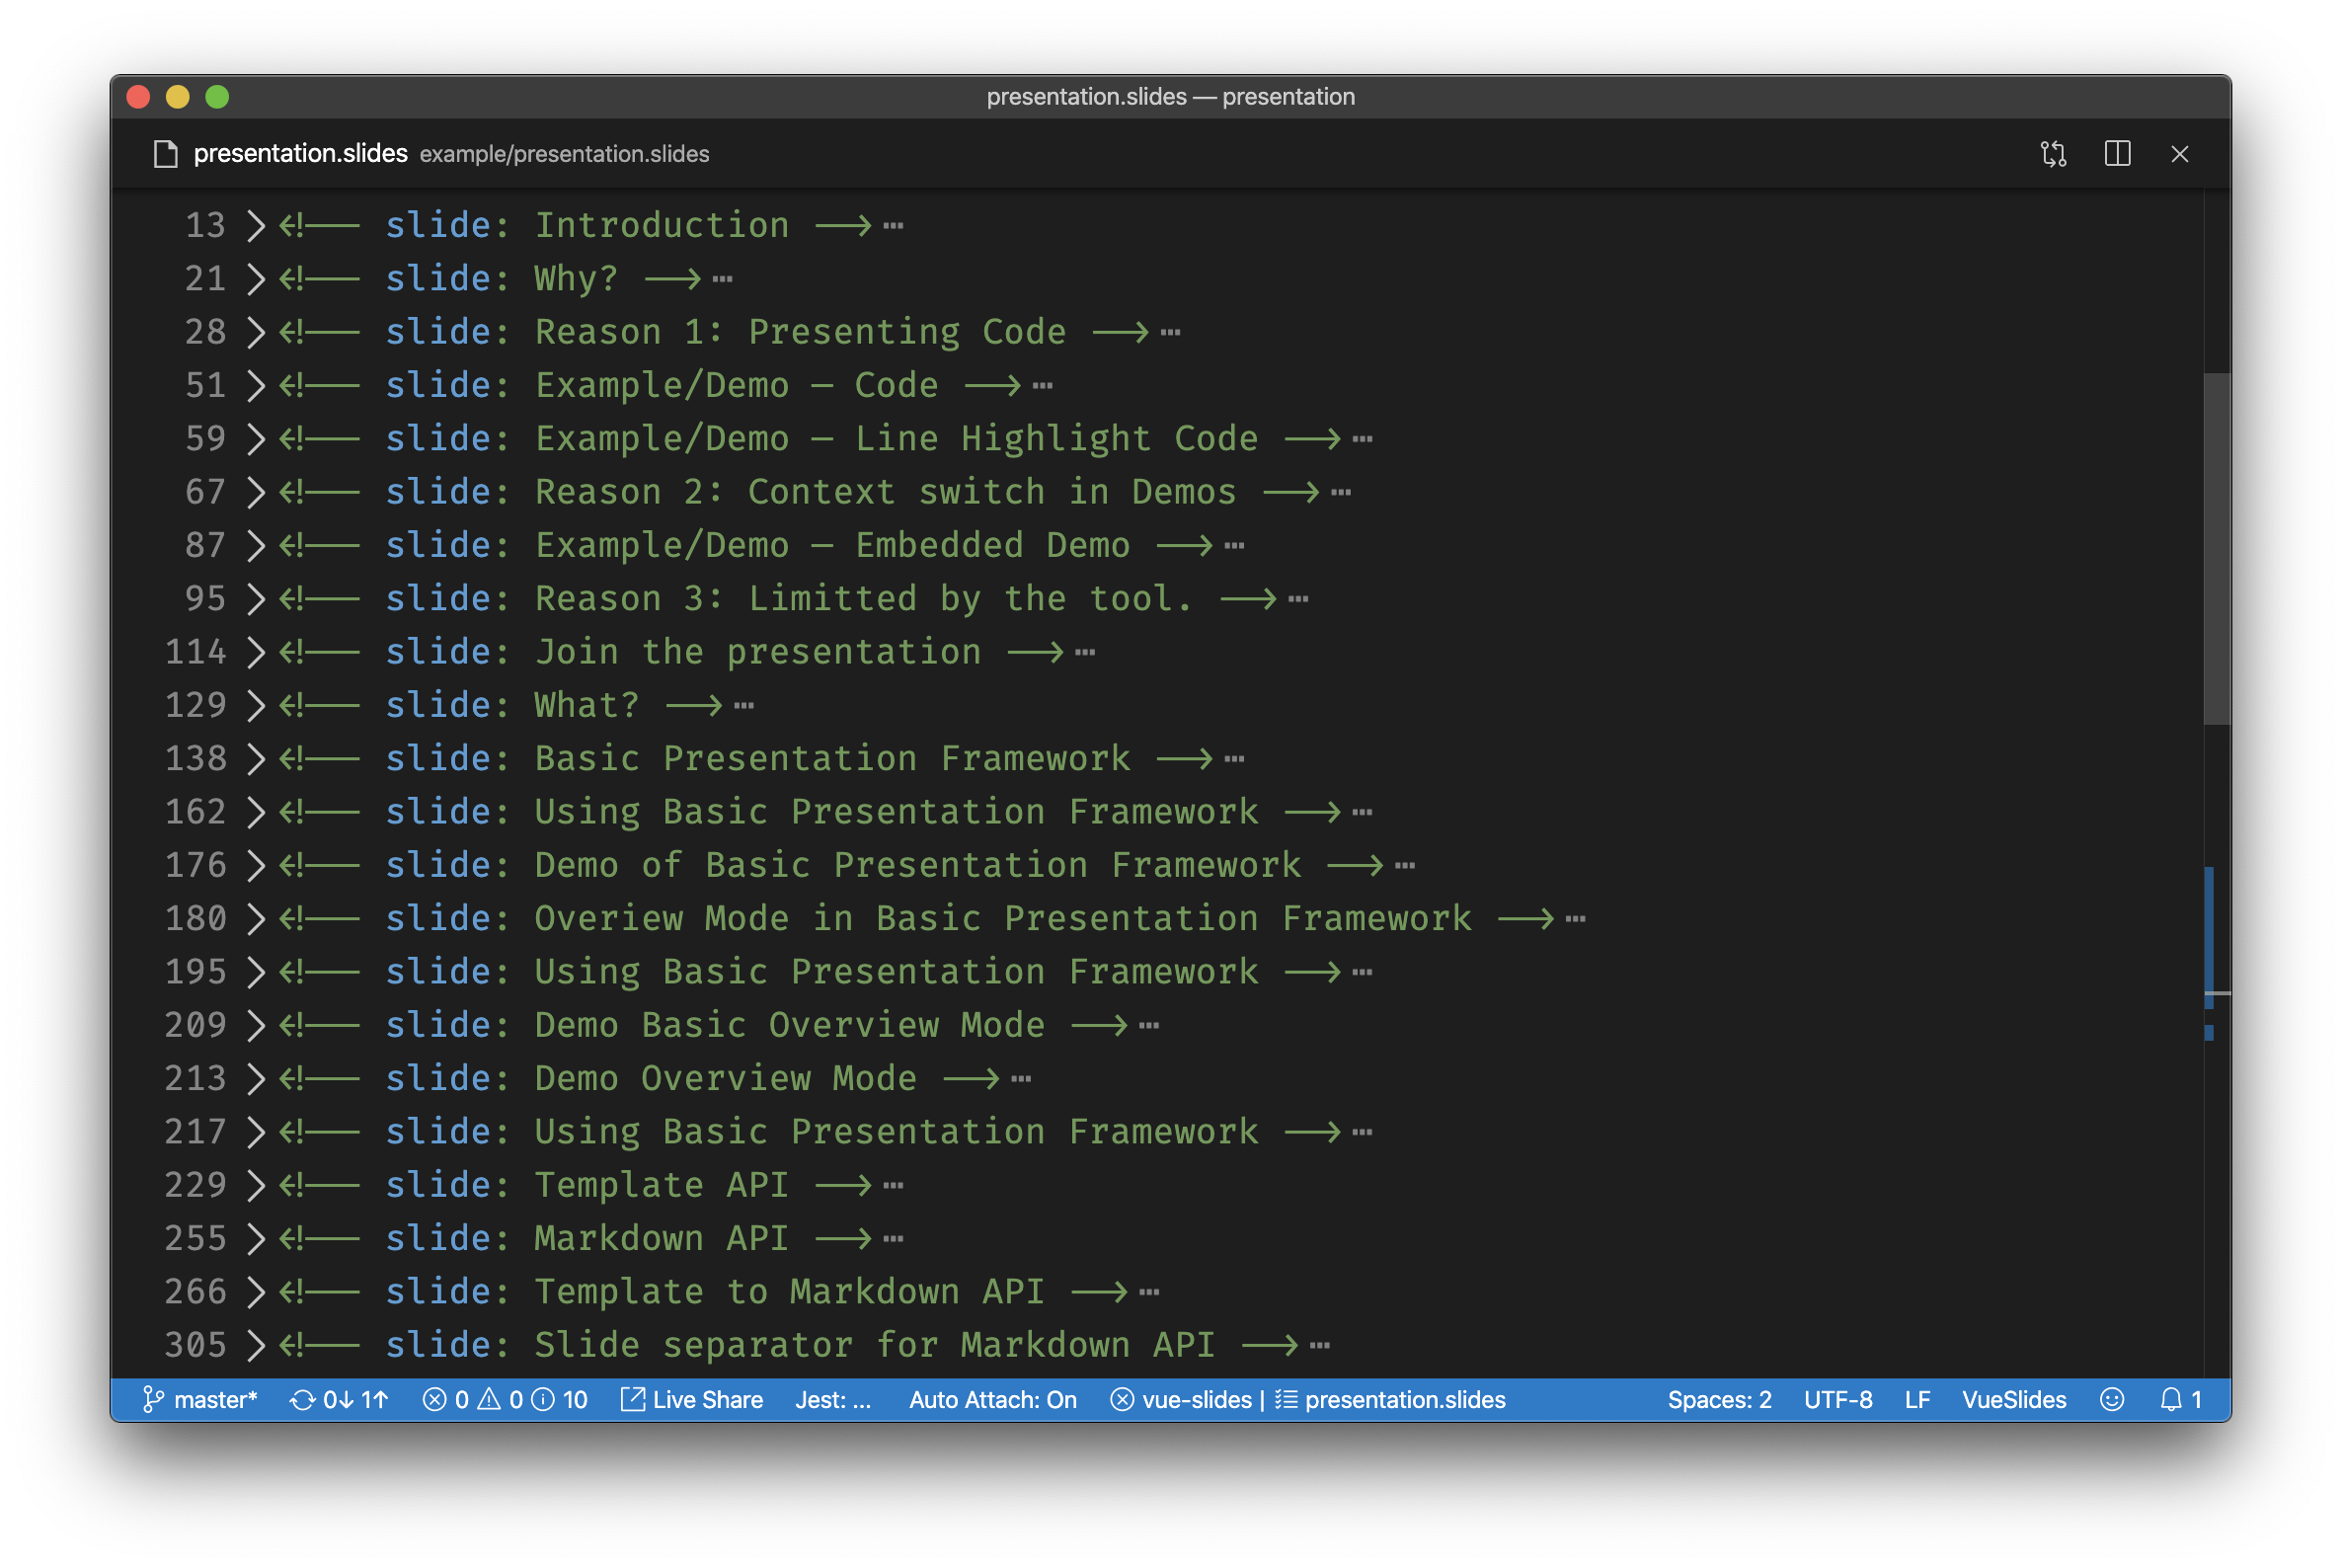 presentation.slides — presentation
presentation.slides example/presentation.slides
13 <!-- slide: Introduction --> ⋯
21 <!-- slide: Why? --> ⋯
28 <!-- slide: Reason 1: Presenting Code --> ⋯
51 <!-- slide: Example/Demo — Code --> ⋯
59 <!-- slide: Example/Demo — Line Highlight Code --> ⋯
67 <!-- slide: Reason 2: Context switch in Demos --> ⋯
87 <!-- slide: Example/Demo — Embedded Demo --> ⋯
95 <!-- slide: Reason 3: Limitted by the tool. --> ⋯
114 <!-- slide: Join the presentation --> ⋯
129 <!-- slide: What? --> ⋯
138 <!-- slide: Basic Presentation Framework --> ⋯
162 <!-- slide: Using Basic Presentation Framework --> ⋯
176 <!-- slide: Demo of Basic Presentation Framework --> ⋯
180 <!-- slide: Overiew Mode in Basic Presentation Framework --> ⋯
195 <!-- slide: Using Basic Presentation Framework --> ⋯
209 <!-- slide: Demo Basic Overview Mode --> ⋯
213 <!-- slide: Demo Overview Mode --> ⋯
217 <!-- slide: Using Basic Presentation Framework --> ⋯
229 <!-- slide: Template API --> ⋯
255 <!-- slide: Markdown API --> ⋯
266 <!-- slide: Template to Markdown API --> ⋯
305 <!-- slide: Slide separator for Markdown API --> ⋯
master* 0↓ 1↑ 0 0 10 Live Share Jest: ... Auto Attach: On vue-slides | presentation.slides Spaces: 2 UTF-8 LF VueSlides 1